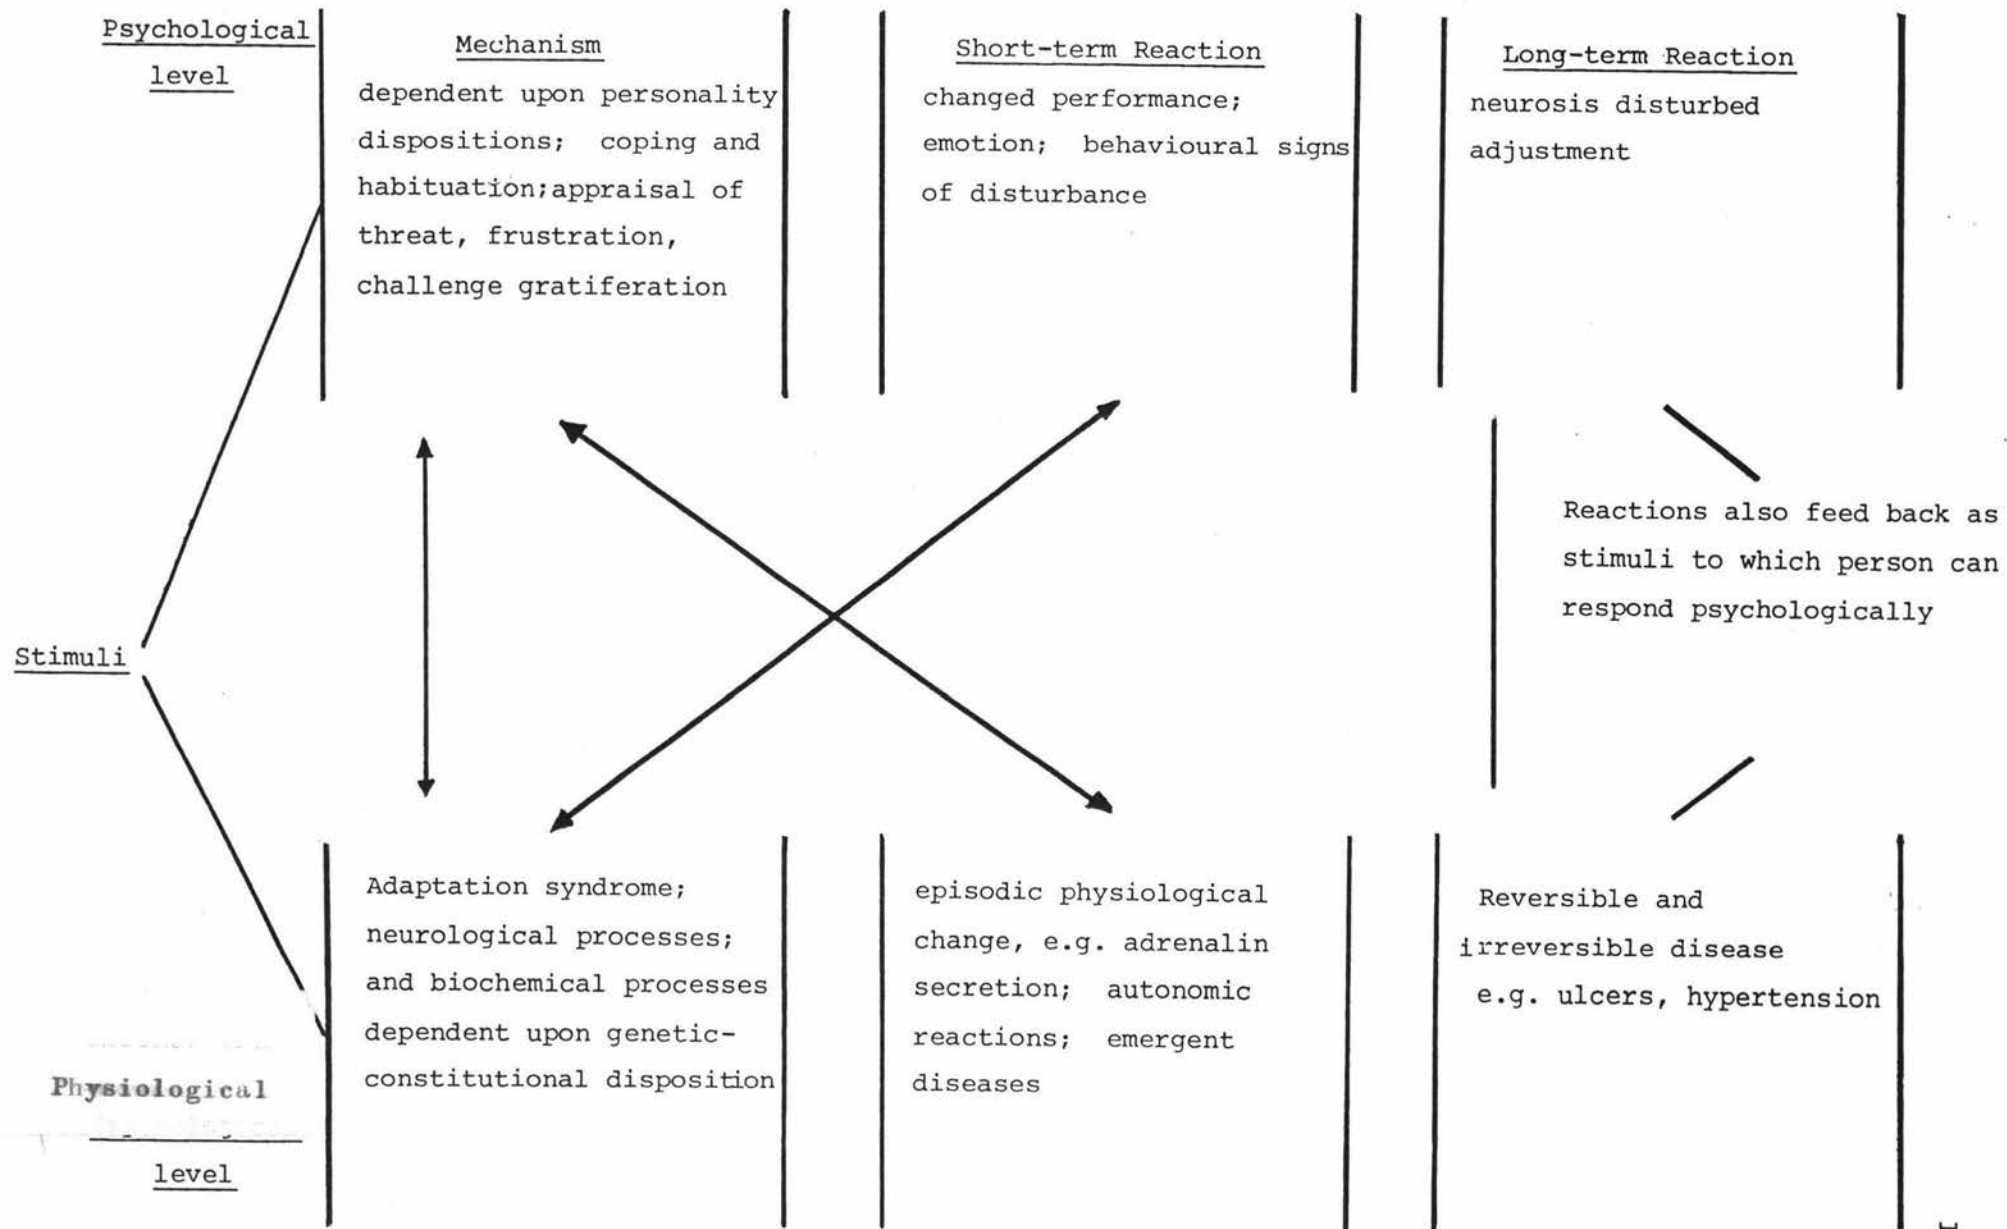 Psychological
level
Mechanism
dependent upon personality
dispositions; coping and
habituation;appraisal of
threat, frustration,
challenge gratiferation
Short-term Reaction
changed performance;
emotion; behavioural signs
of disturbance
Long-term Reaction
neurosis disturbed
adjustment
Reactions also feed back as
stimuli to which person can
respond psychologically
Stimuli
Physiological
level
Adaptation syndrome;
neurological processes;
and biochemical processes
dependent upon genetic-
constitutional disposition
episodic physiological
change, e.g. adrenalin
secretion; autonomic
reactions; emergent
diseases
Reversible and
irreversible disease
e.g. ulcers, hypertension